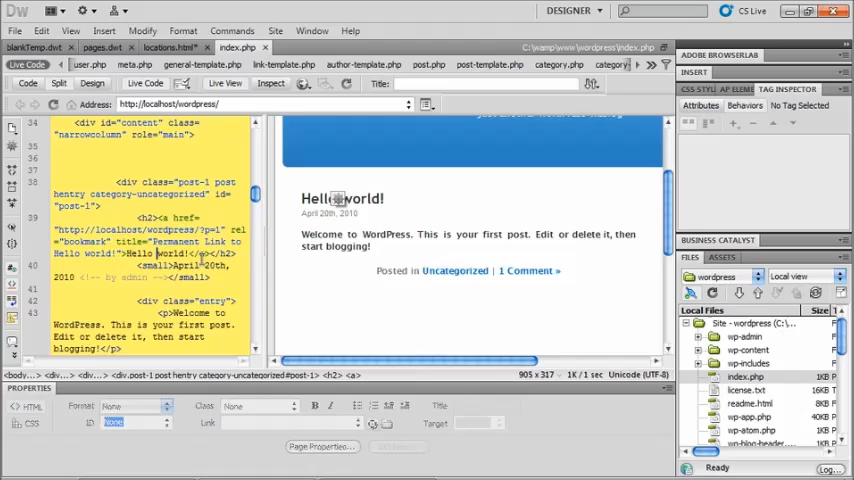 Dw
DESIGNER
CS Live
File Edit View Insert Modify Format Commands Site Window Help
blankTemp.dwt × pages.dwt × locations.html* × index.php × C:\wamp\www\wordpress\index.php
Live Code user.php meta.php general-template.php link-template.php author-template.php post.php post-template.php category.php category-
Code Split Design Live Code Live View Inspect Title:
Address: http://localhost/wordpress/
34 <div id="content" class=
"narrowcolumn" role="main">
35
36
37
38 <div class="post-1 post
hentry category-uncategorized" id=
"post-1">
39 <h2><a href=
"http://localhost/wordpress/?p=1" rel
="bookmark" title="Permanent Link to
Hello world!">Hello world!</a></h2>
40 <small>April 20th,
2010 <!-- by admin --></small>
41
42 <div class="entry">
43 <p>Welcome to
WordPress. This is your first post.
Edit or delete it, then start
blogging!</p>
Hello world!
April 20th, 2010
Welcome to WordPress. This is your first post. Edit or delete it, then
start blogging!
Posted in Uncategorized | 1 Comment »
<body...> <div...> <div...> <div.post-1 post hentry category-uncategorized#post-1> <h2> <a>
905 x 317 1K / 1 sec Unicode (UTF-8)
PROPERTIES
HTML Format None Class None B I Title
CSS ID None Link Target
Page Properties...
ADOBE BROWSERLAB
INSERT
CSS STYL AP ELEME TAG INSPECTOR
Attributes Behaviors No Tag Selected
BUSINESS CATALYST
FILES ASSETS
wordpress Local view
Local Files Size T
Site - wordpress (C:\...
wp-admin
wp-content
wp-includes
index.php 1KB
license.txt 16KB
readme.html 8KB
wp-app.php 1KB
wp-atom.php 1KB
wp-blog-header... 1KB
Ready
Log...